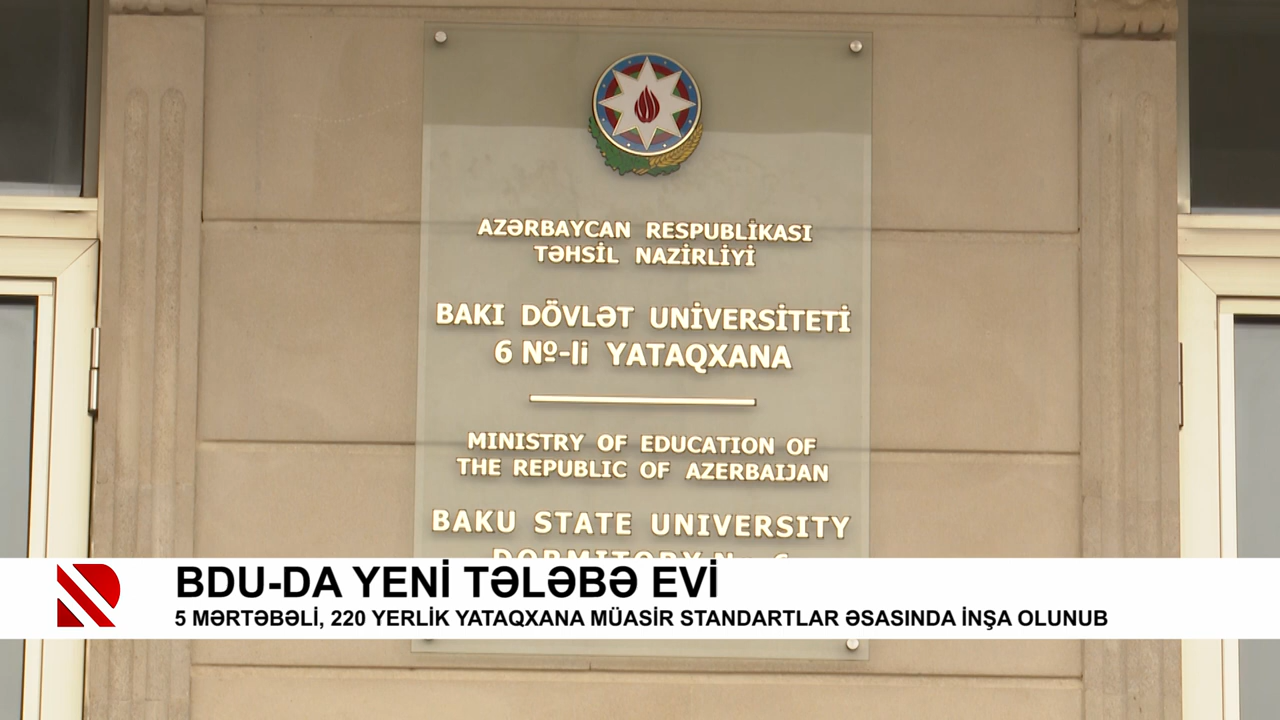 AZƏRBAYCAN RESPUBLİKASI
TƏHSİL NAZİRLİYİ
BAKI DÖVLƏT UNİVERSİTETİ
6 Nº-li YATAQXANA
MINISTRY OF EDUCATION OF
THE REPUBLIC OF AZERBAIJAN
BAKU STATE UNIVERSITY
BDU-DA YENİ TƏLƏBƏ EVİ
5 MƏRTƏBƏLİ, 220 YERLİK YATAQXANA MÜASİR STANDARTLAR ƏSASINDA İNŞA OLUNUB